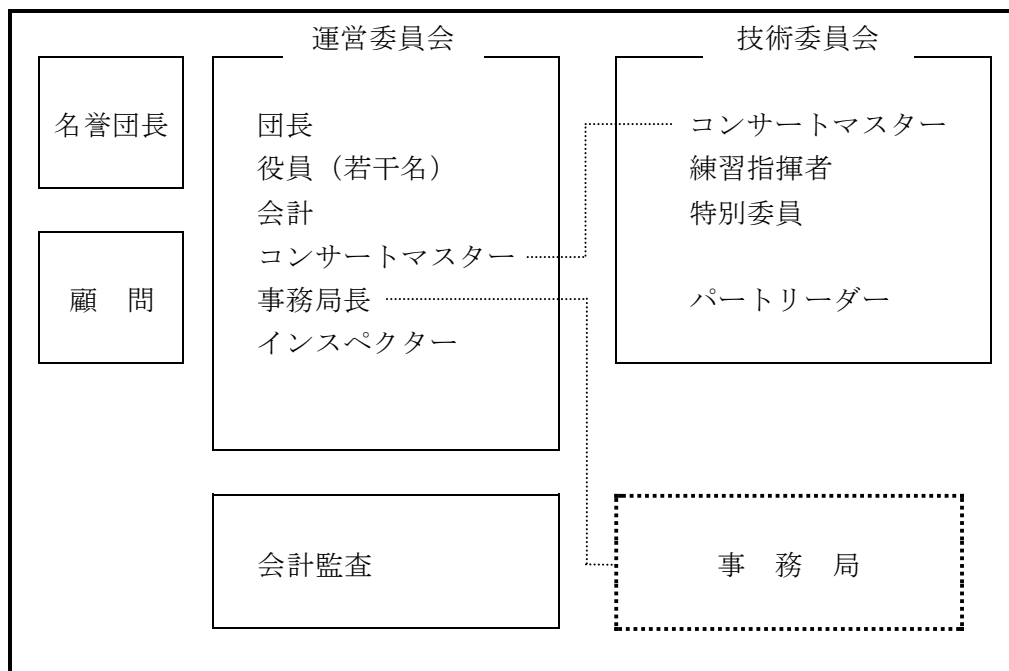 名誉団長
顧　問
運営委員会
団長
役員（若干名）
会計
コンサートマスター
事務局長
インスペクター
技術委員会
コンサートマスター
練習指揮者
特別委員
パートリーダー
会計監査
事　務　局